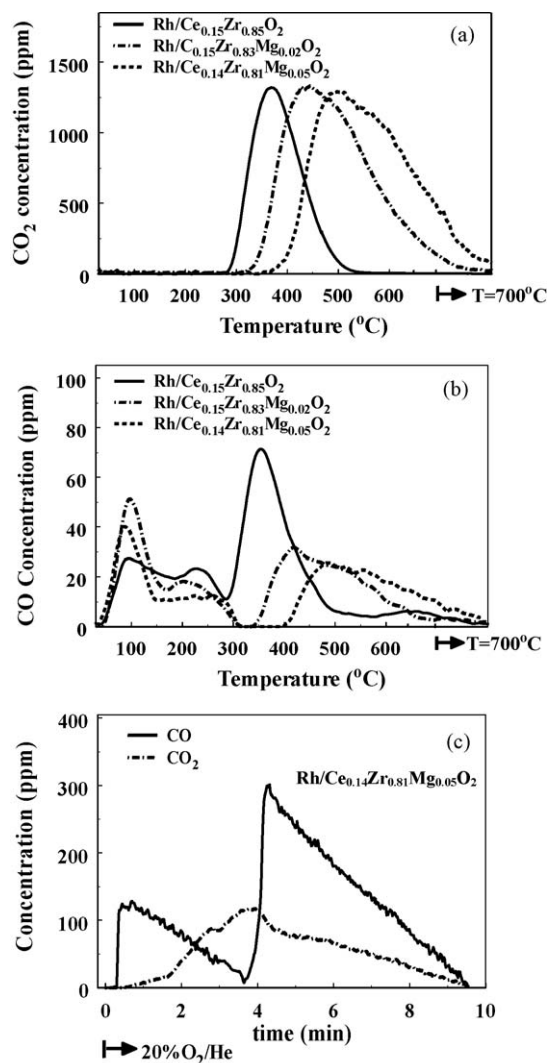 (a)
Rh/Ce0.15Zr0.85O2
Rh/C0.15Zr0.83Mg0.02O2
Rh/Ce0.14Zr0.81Mg0.05O2
CO2 concentration (ppm)
1500
1000
500
0
100 200 300 400 500 600
T=700°C
Temperature (°C)
(b)
Rh/Ce0.15Zr0.85O2
Rh/Ce0.15Zr0.83Mg0.02O2
Rh/Ce0.14Zr0.81Mg0.05O2
CO Concentration (ppm)
100
80
60
40
20
0
100 200 300 400 500 600
T=700°C
Temperature (°C)
(c)
CO
CO2
Rh/Ce0.14Zr0.81Mg0.05O2
Concentration (ppm)
400
300
200
100
0
0 2 4 6 8 10
time (min)
20%O2/He